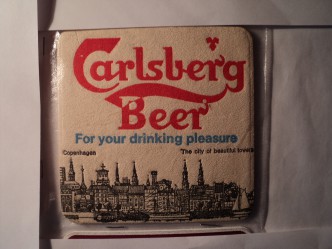 Carlsberg
Beer
For your drinking pleasure
Copenhagen The city of beautiful towers